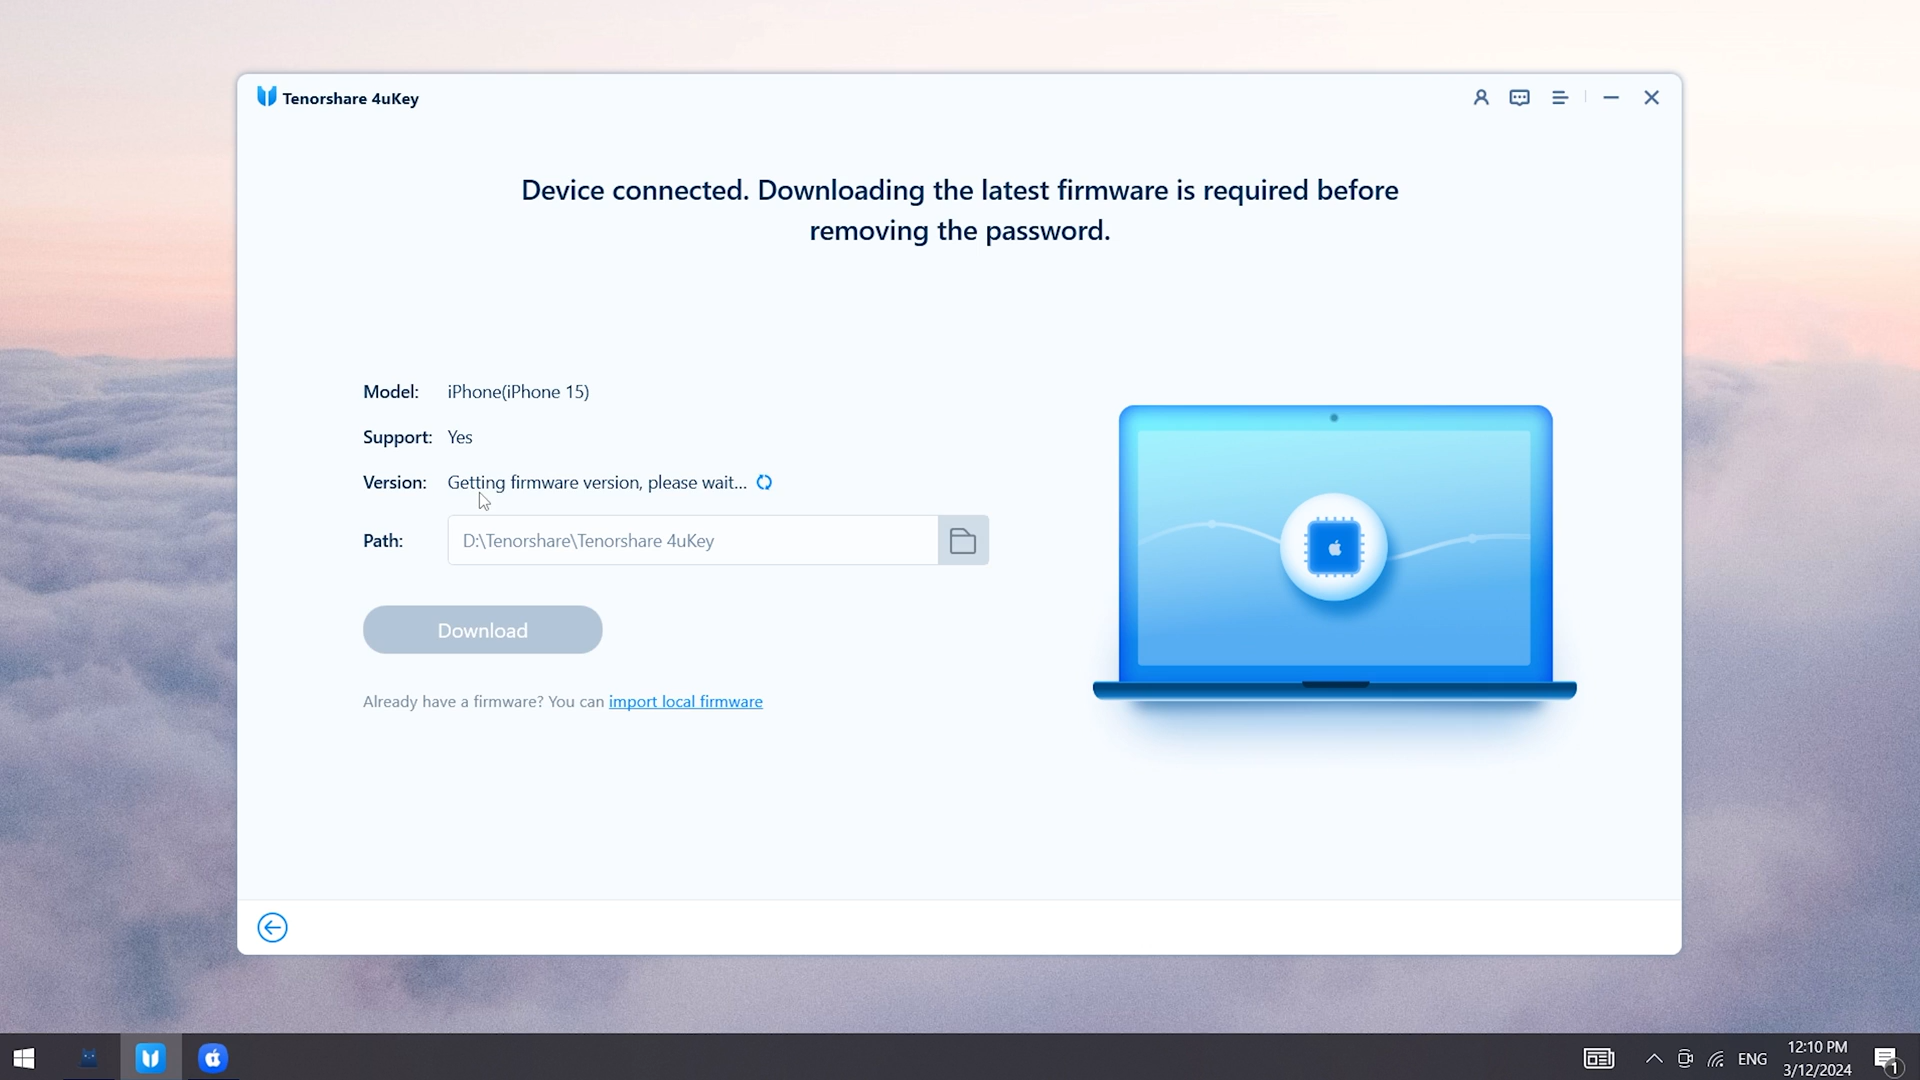 Tenorshare 4uKey
Device connected. Downloading the latest firmware is required before
removing the password.
Model: iPhone(iPhone 15)
Support: Yes
Version: Getting firmware version, please wait...
Path: D:\Tenorshare\Tenorshare 4uKey
Download
Already have a firmware? You can import local firmware
ENG
12:10 PM
3/12/2024
1